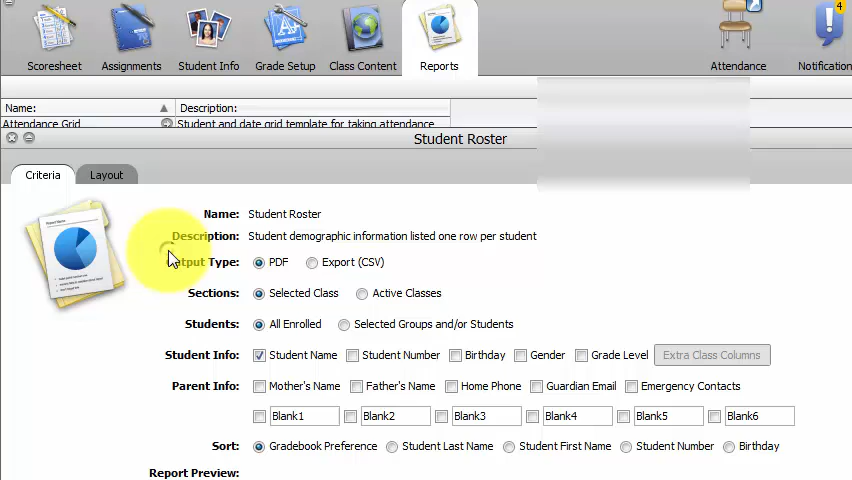 4
Scoresheet Assignments Student Info Grade Setup Class Content Reports Attendance Notification
Name: Description:
Attendance Grid Student and date grid template for taking attendance
Student Roster
Criteria Layout
Name: Student Roster
Description: Student demographic information listed one row per student
Output Type: PDF Export (CSV)
Sections: Selected Class Active Classes
Students: All Enrolled Selected Groups and/or Students
Student Info: Student Name Student Number Birthday Gender Grade Level Extra Class Columns
Parent Info: Mother's Name Father's Name Home Phone Guardian Email Emergency Contacts
Blank1 Blank2 Blank3 Blank4 Blank5 Blank6
Sort: Gradebook Preference Student Last Name Student First Name Student Number Birthday
Report Preview: